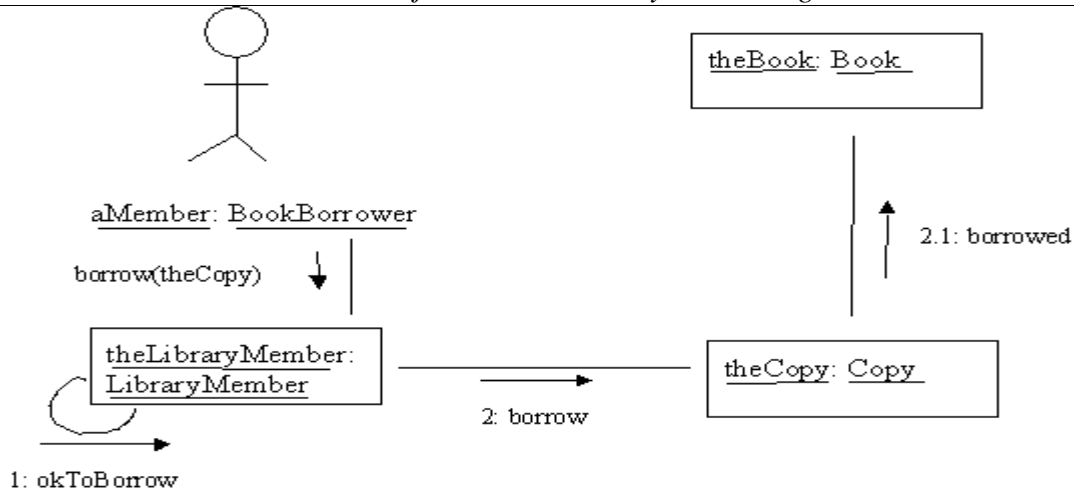 theBook: Book
aMember: BookBorrower
2.1: borrowed
borrow(theCopy)
theLibraryMember:
LibraryMember
theCopy: Copy
2: borrow
1: okToBorrow